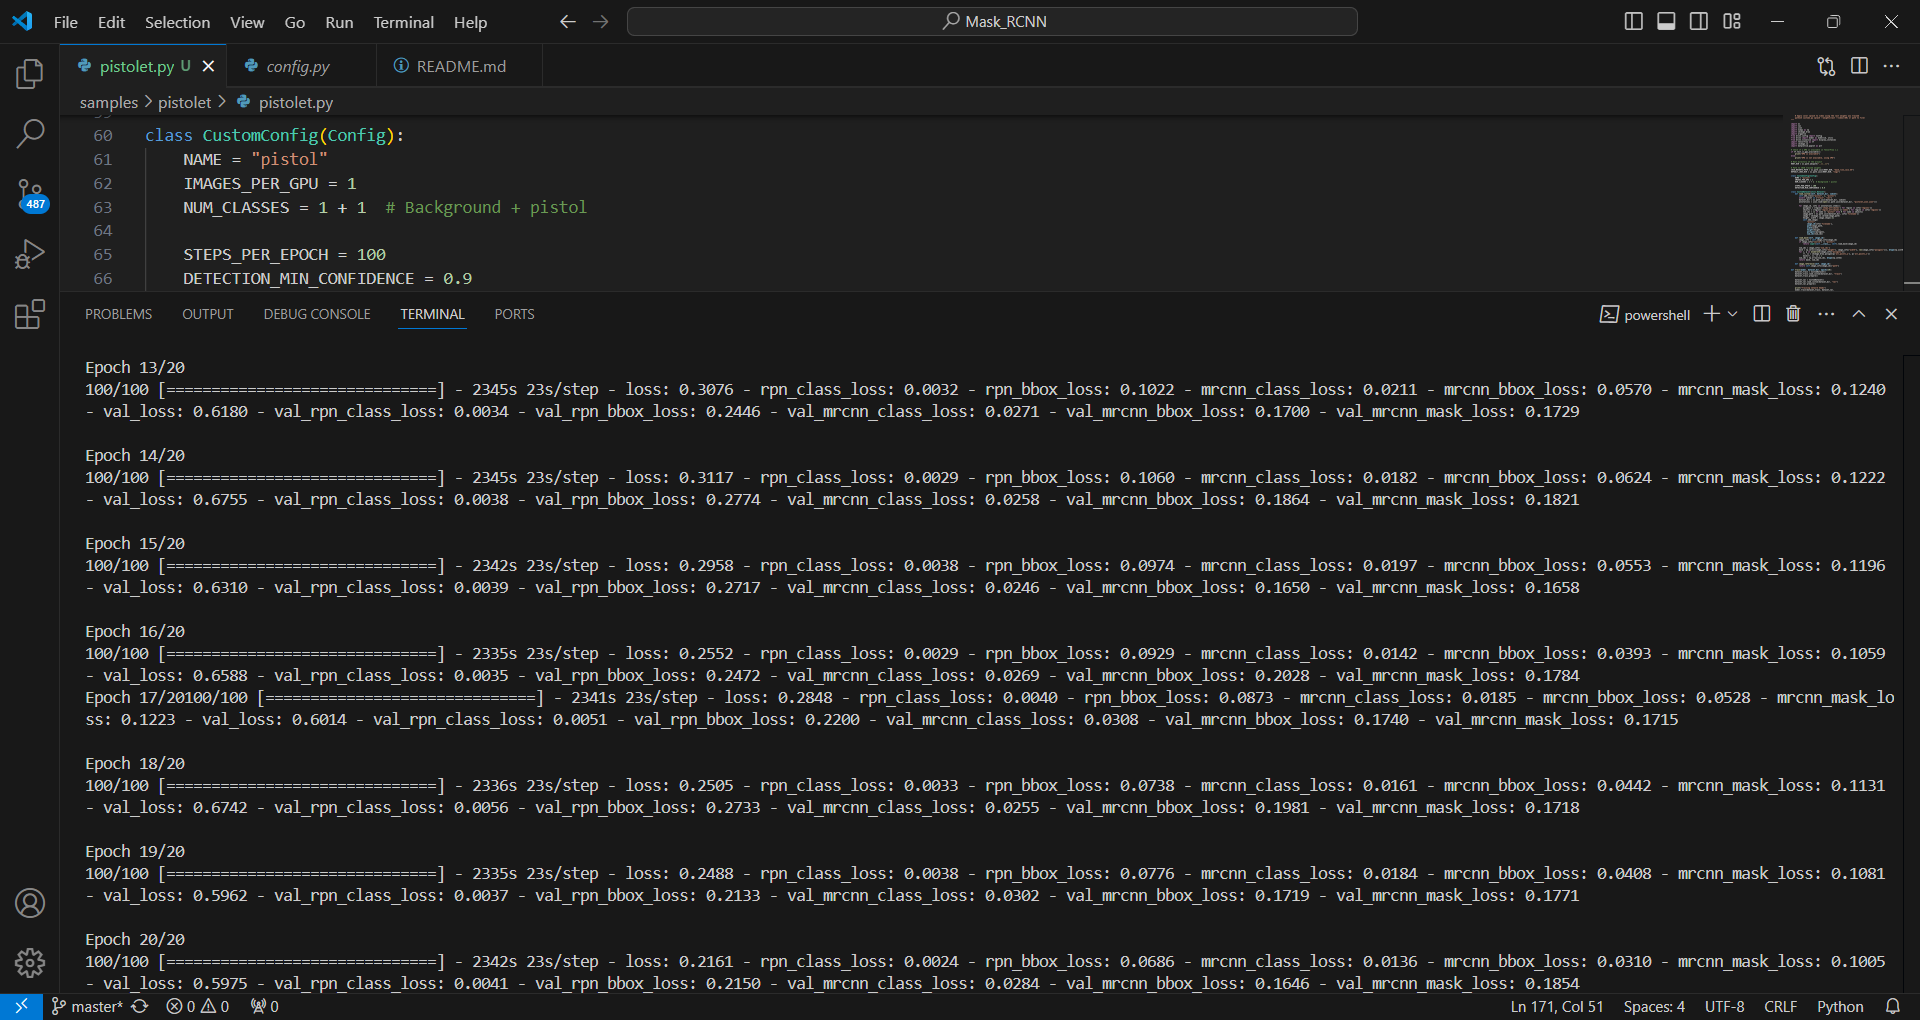 File Edit Selection View Go Run Terminal Help
Mask_RCNN
pistolet.py U
config.py
README.md
samples > pistolet > pistolet.py
60 class CustomConfig(Config):
61 NAME = "pistol"
62 IMAGES_PER_GPU = 1
63 NUM_CLASSES = 1 + 1  # Background + pistol
64
65 STEPS_PER_EPOCH = 100
66 DETECTION_MIN_CONFIDENCE = 0.9
487
PROBLEMS OUTPUT DEBUG CONSOLE TERMINAL PORTS
powershell
Epoch 13/20
100/100 [==============================] - 2345s 23s/step - loss: 0.3076 - rpn_class_loss: 0.0032 - rpn_bbox_loss: 0.1022 - mrcnn_class_loss: 0.0211 - mrcnn_bbox_loss: 0.0570 - mrcnn_mask_loss: 0.1240
- val_loss: 0.6180 - val_rpn_class_loss: 0.0034 - val_rpn_bbox_loss: 0.2446 - val_mrcnn_class_loss: 0.0271 - val_mrcnn_bbox_loss: 0.1700 - val_mrcnn_mask_loss: 0.1729
Epoch 14/20
100/100 [==============================] - 2345s 23s/step - loss: 0.3117 - rpn_class_loss: 0.0029 - rpn_bbox_loss: 0.1060 - mrcnn_class_loss: 0.0182 - mrcnn_bbox_loss: 0.0624 - mrcnn_mask_loss: 0.1222
- val_loss: 0.6755 - val_rpn_class_loss: 0.0038 - val_rpn_bbox_loss: 0.2774 - val_mrcnn_class_loss: 0.0258 - val_mrcnn_bbox_loss: 0.1864 - val_mrcnn_mask_loss: 0.1821
Epoch 15/20
100/100 [==============================] - 2342s 23s/step - loss: 0.2958 - rpn_class_loss: 0.0038 - rpn_bbox_loss: 0.0974 - mrcnn_class_loss: 0.0197 - mrcnn_bbox_loss: 0.0553 - mrcnn_mask_loss: 0.1196
- val_loss: 0.6310 - val_rpn_class_loss: 0.0039 - val_rpn_bbox_loss: 0.2717 - val_mrcnn_class_loss: 0.0246 - val_mrcnn_bbox_loss: 0.1650 - val_mrcnn_mask_loss: 0.1658
Epoch 16/20
100/100 [==============================] - 2335s 23s/step - loss: 0.2552 - rpn_class_loss: 0.0029 - rpn_bbox_loss: 0.0929 - mrcnn_class_loss: 0.0142 - mrcnn_bbox_loss: 0.0393 - mrcnn_mask_loss: 0.1059
- val_loss: 0.6588 - val_rpn_class_loss: 0.0035 - val_rpn_bbox_loss: 0.2472 - val_mrcnn_class_loss: 0.0269 - val_mrcnn_bbox_loss: 0.2028 - val_mrcnn_mask_loss: 0.1784
Epoch 17/20100/100 [==============================] - 2341s 23s/step - loss: 0.2848 - rpn_class_loss: 0.0040 - rpn_bbox_loss: 0.0873 - mrcnn_class_loss: 0.0185 - mrcnn_bbox_loss: 0.0528 - mrcnn_mask_lo
ss: 0.1223 - val_loss: 0.6014 - val_rpn_class_loss: 0.0051 - val_rpn_bbox_loss: 0.2200 - val_mrcnn_class_loss: 0.0308 - val_mrcnn_bbox_loss: 0.1740 - val_mrcnn_mask_loss: 0.1715
Epoch 18/20
100/100 [==============================] - 2336s 23s/step - loss: 0.2505 - rpn_class_loss: 0.0033 - rpn_bbox_loss: 0.0738 - mrcnn_class_loss: 0.0161 - mrcnn_bbox_loss: 0.0442 - mrcnn_mask_loss: 0.1131
- val_loss: 0.6742 - val_rpn_class_loss: 0.0056 - val_rpn_bbox_loss: 0.2733 - val_mrcnn_class_loss: 0.0255 - val_mrcnn_bbox_loss: 0.1981 - val_mrcnn_mask_loss: 0.1718
Epoch 19/20
100/100 [==============================] - 2335s 23s/step - loss: 0.2488 - rpn_class_loss: 0.0038 - rpn_bbox_loss: 0.0776 - mrcnn_class_loss: 0.0184 - mrcnn_bbox_loss: 0.0408 - mrcnn_mask_loss: 0.1081
- val_loss: 0.5962 - val_rpn_class_loss: 0.0037 - val_rpn_bbox_loss: 0.2133 - val_mrcnn_class_loss: 0.0302 - val_mrcnn_bbox_loss: 0.1719 - val_mrcnn_mask_loss: 0.1771
Epoch 20/20
100/100 [==============================] - 2342s 23s/step - loss: 0.2161 - rpn_class_loss: 0.0024 - rpn_bbox_loss: 0.0686 - mrcnn_class_loss: 0.0136 - mrcnn_bbox_loss: 0.0310 - mrcnn_mask_loss: 0.1005
- val_loss: 0.5975 - val_rpn_class_loss: 0.0041 - val_rpn_bbox_loss: 0.2150 - val_mrcnn_class_loss: 0.0284 - val_mrcnn_bbox_loss: 0.1646 - val_mrcnn_mask_loss: 0.1854
master* 0 0 0 Ln 171, Col 51 Spaces: 4 UTF-8 CRLF Python